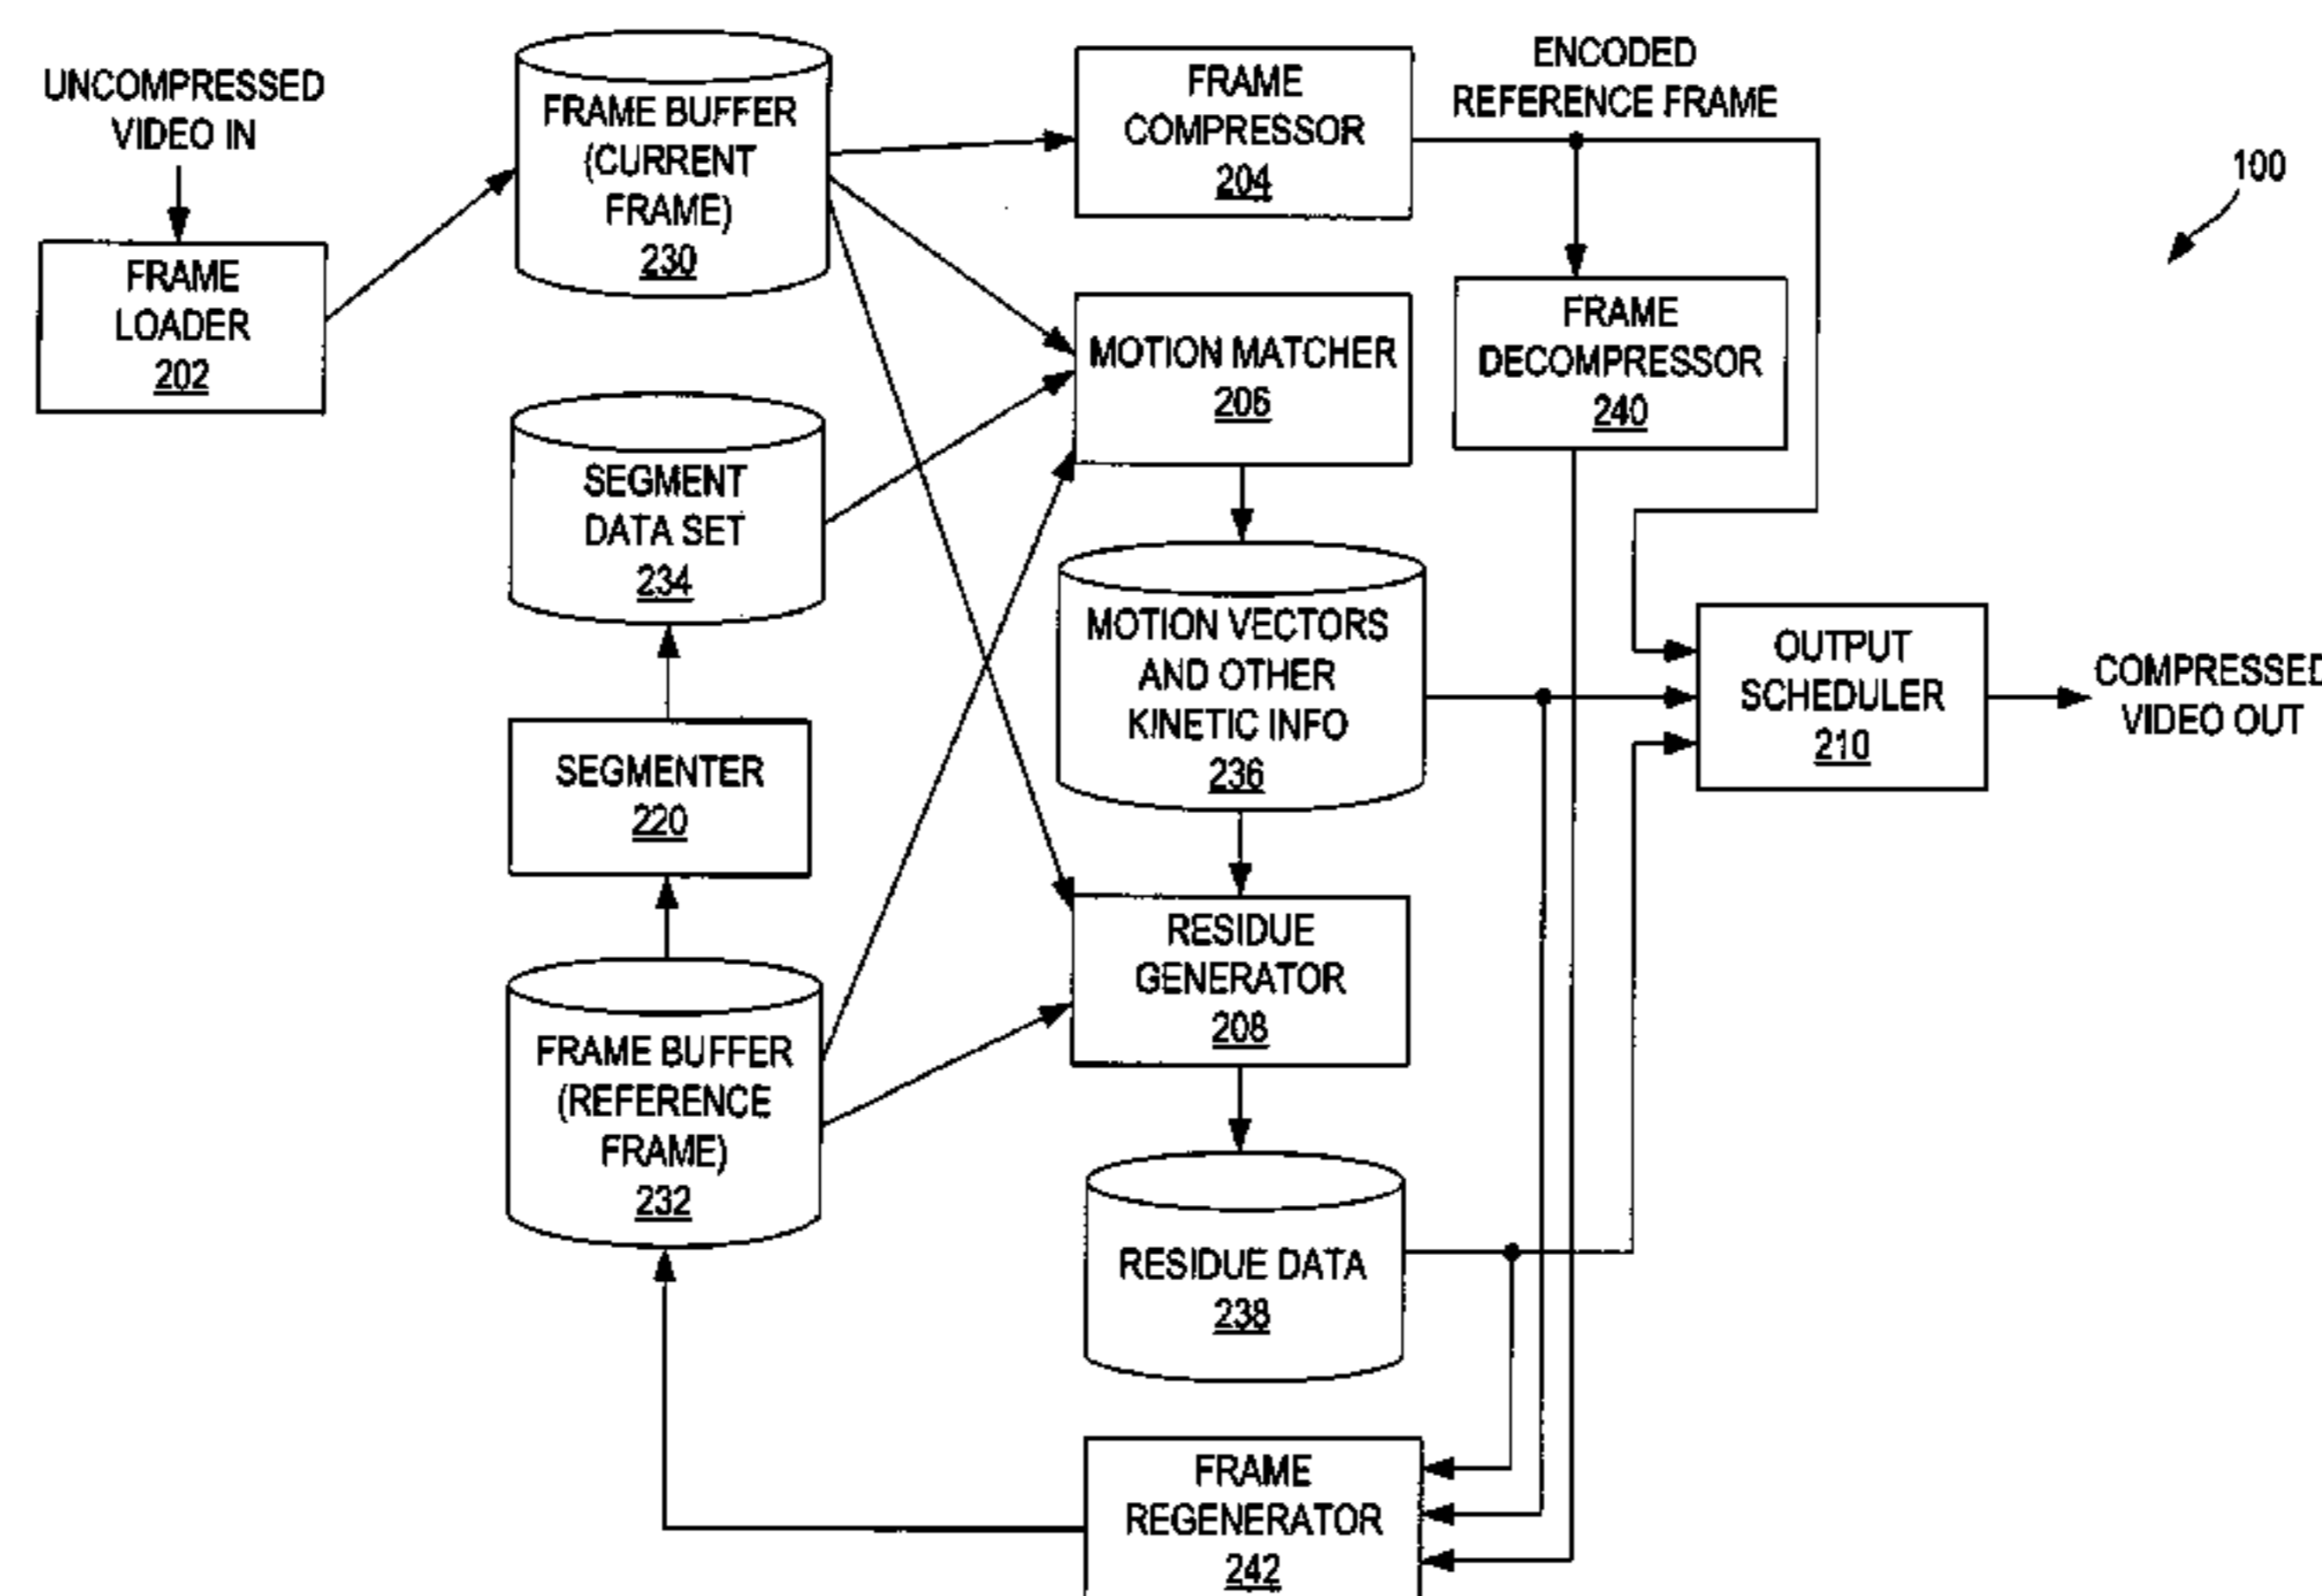 UNCOMPRESSED
VIDEO IN
FRAME
LOADER
202
FRAME BUFFER
(CURRENT
FRAME)
230
FRAME
COMPRESSOR
204
ENCODED
REFERENCE FRAME
100
MOTION MATCHER
206
FRAME
DECOMPRESSOR
240
SEGMENT
DATA SET
234
MOTION VECTORS
AND OTHER
KINETIC INFO
236
OUTPUT
SCHEDULER
210
COMPRESSED
VIDEO OUT
SEGMENTER
220
RESIDUE
GENERATOR
208
FRAME BUFFER
(REFERENCE
FRAME)
232
RESIDUE DATA
238
FRAME
REGENERATOR
242